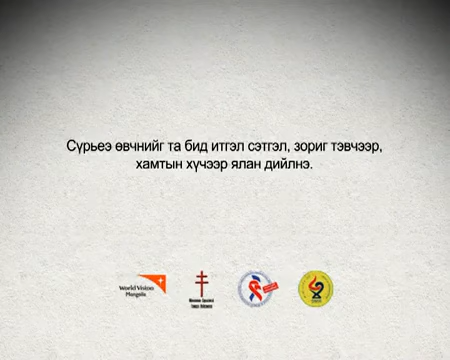 Сүрьеэ өвчнийг та бид итгэл сэтгэл, зориг тэвчээр,
хамтын хүчээр ялан дийлнэ.
World Vision
Mongolia